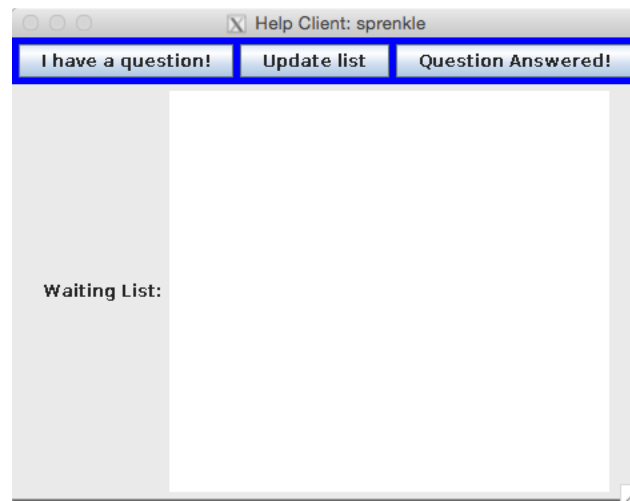 Help Client: sprenkle
I have a question! Update list Question Answered!
Waiting List: